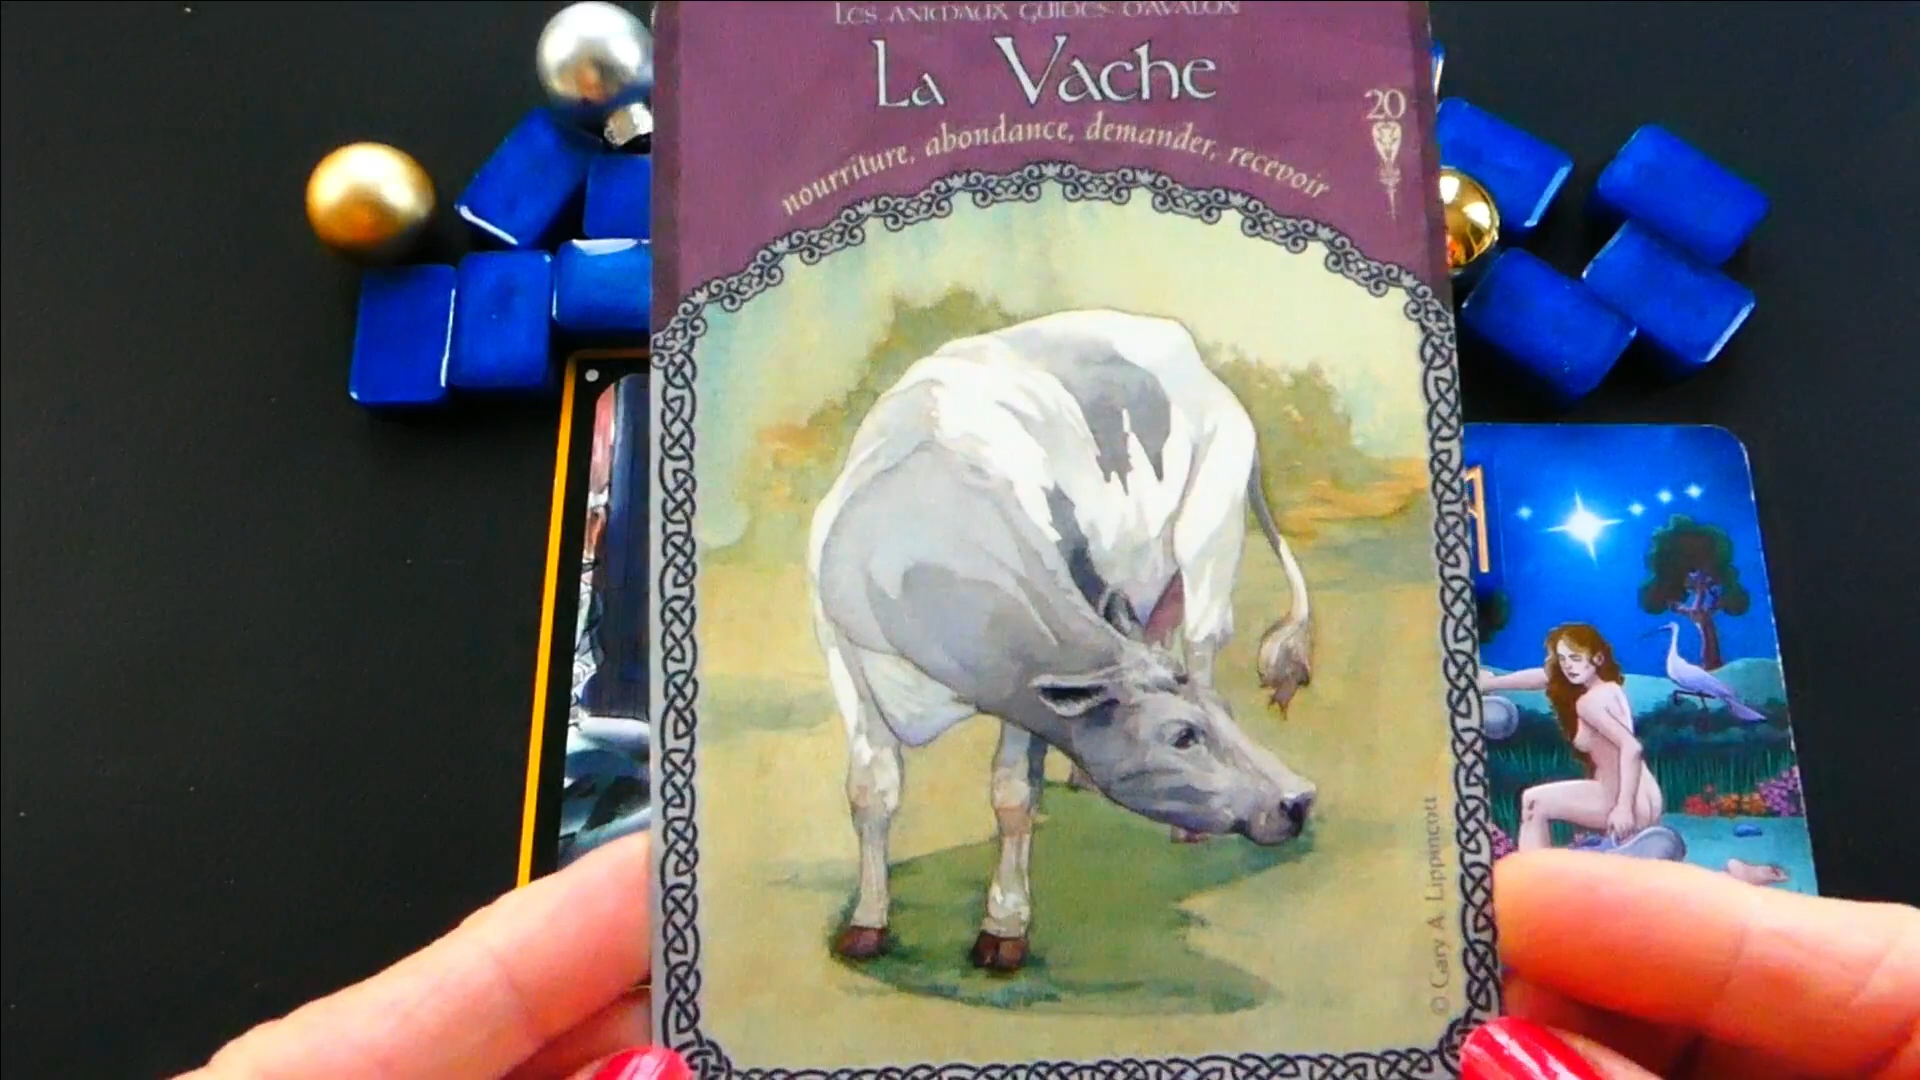 LES ANIMAUX GUIDES D'AVALON
La Vache
20
nourriture, abondance, demander, recevoir
© Gary A. Lippincott